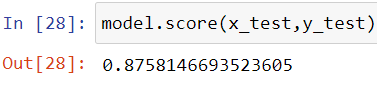 In [28]: model.score(x_test,y_test)
Out[28]: 0.8758146693523605